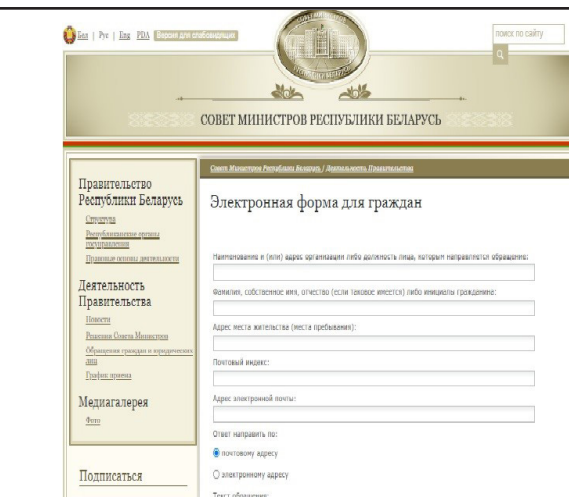 Бел | Рус | Eng PDA Версия для слабовидящих
поиск по сайту
СОВЕТ МИНИСТРОВ РЕСПУБЛИКИ БЕЛАРУСЬ
Совет Министров Республики Беларусь / Деятельность Правительства
Правительство
Республики Беларусь
Структура
Республиканские органы
госуправления
Правовые основы деятельности
Деятельность
Правительства
Новости
Решения Совета Министров
Обращения граждан и юридических
лиц
График приема
Медиагалерея
Фото
Подписаться
Электронная форма для граждан
Наименование и (или) адрес организации либо должность лица, которым направляется обращение:
Фамилия, собственное имя, отчество (если таковое имеется) либо инициалы гражданина:
Адрес места жительства (места пребывания):
Почтовый индекс:
Адрес электронной почты:
Ответ направить по:
почтовому адресу
электронному адресу
Текст обращения: